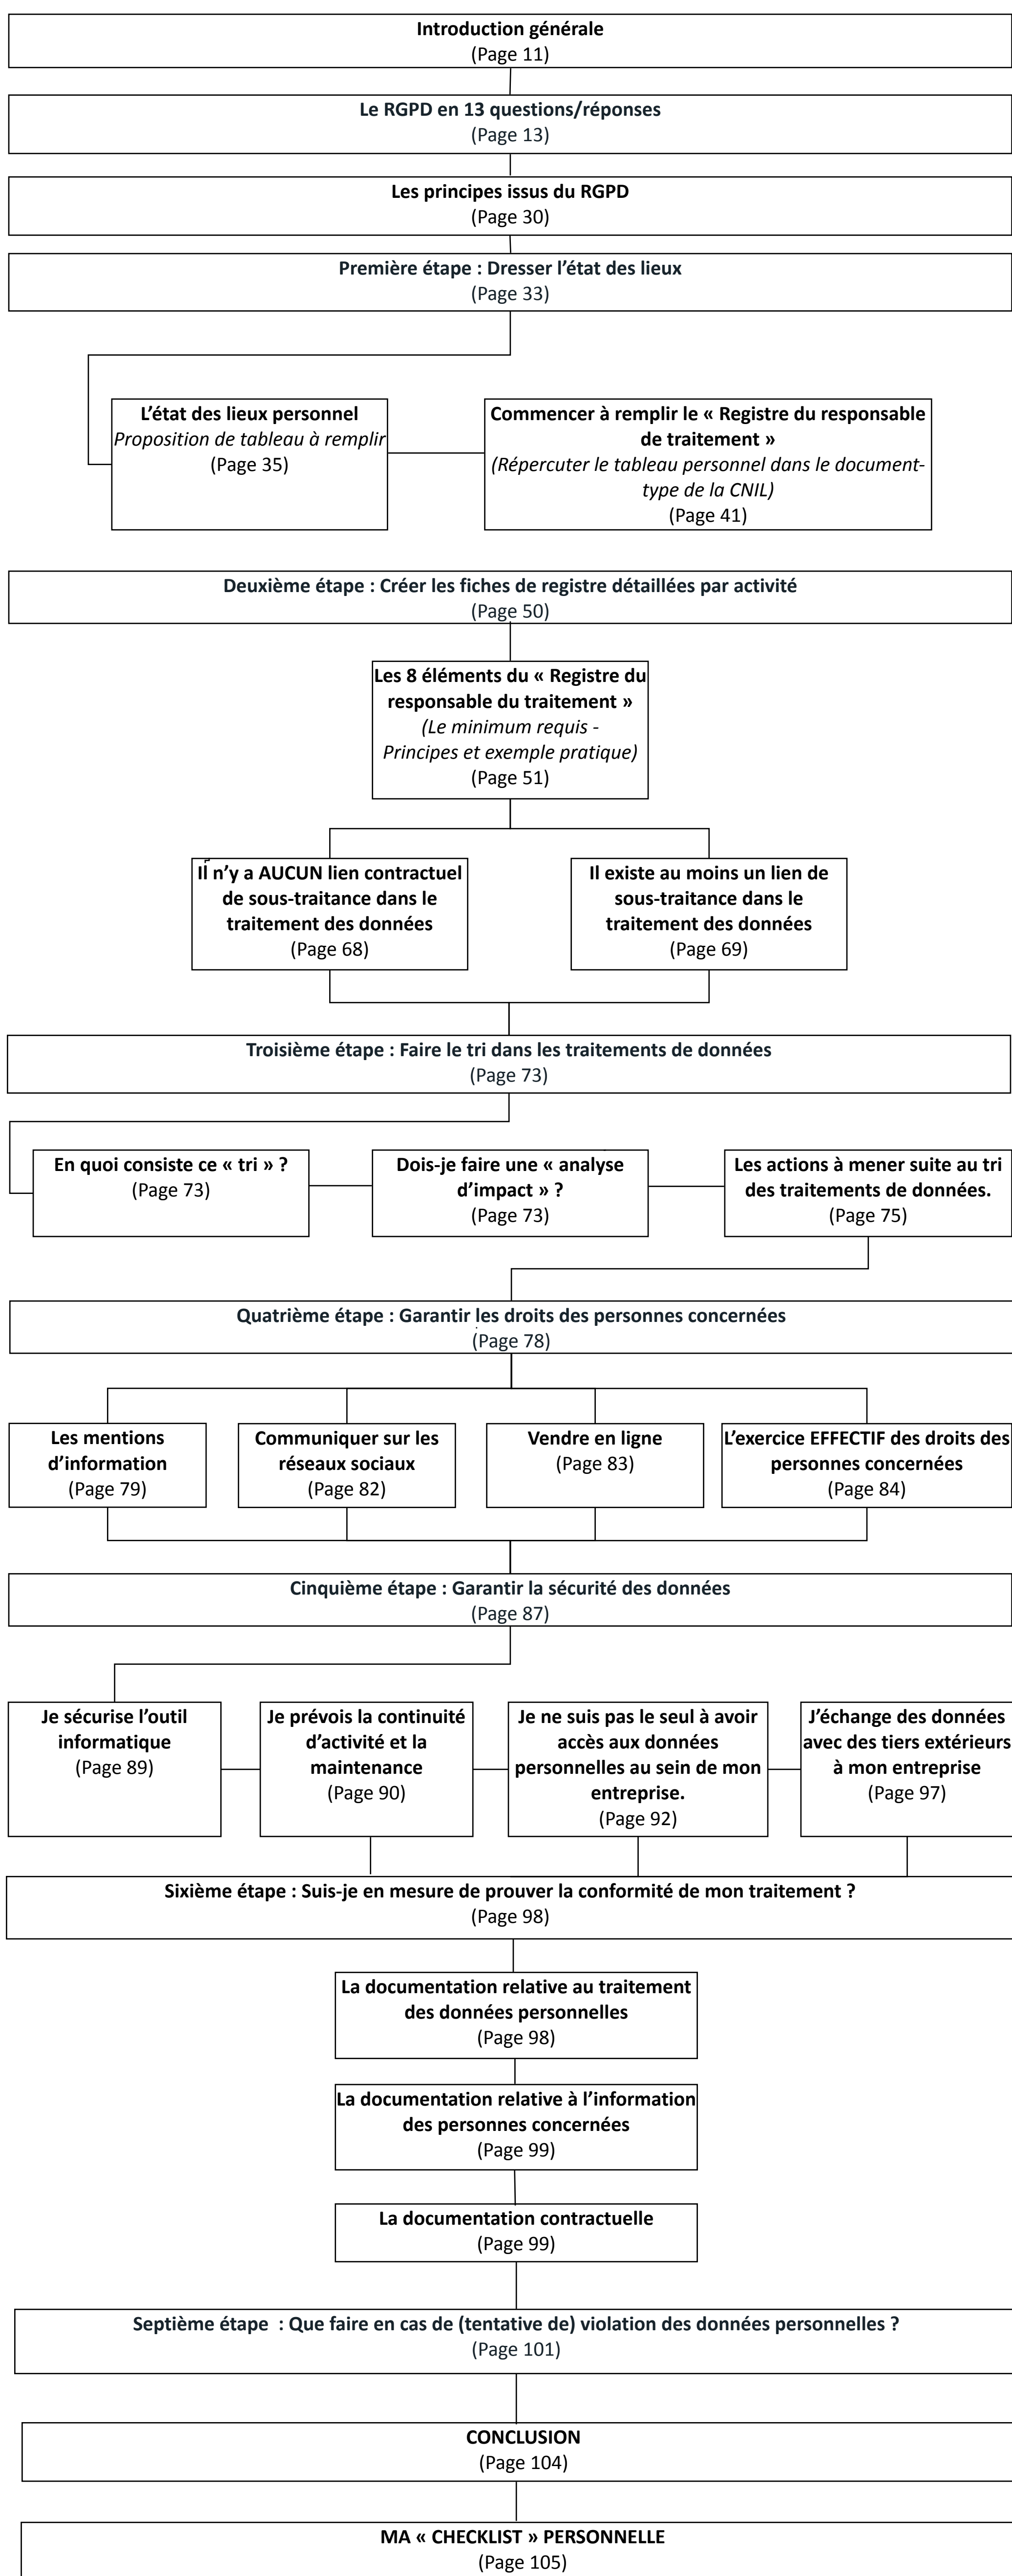 Introduction générale
(Page 11)
Le RGPD en 13 questions/réponses
(Page 13)
Les principes issus du RGPD
(Page 30)
Première étape : Dresser l’état des lieux
(Page 33)
L’état des lieux personnel
Proposition de tableau à remplir
(Page 35)
Commencer à remplir le « Registre du responsable
de traitement »
(Répercuter le tableau personnel dans le document-
type de la CNIL)
(Page 41)
Deuxième étape : Créer les fiches de registre détaillées par activité
(Page 50)
Les 8 éléments du « Registre du
responsable du traitement »
(Le minimum requis -
Principes et exemple pratique)
(Page 51)
Il n’y a AUCUN lien contractuel
de sous-traitance dans le
traitement des données
(Page 68)
Il existe au moins un lien de
sous-traitance dans le
traitement des données
(Page 69)
Troisième étape : Faire le tri dans les traitements de données
(Page 73)
En quoi consiste ce « tri » ?
(Page 73)
Dois-je faire une « analyse
d’impact » ?
(Page 73)
Les actions à mener suite au tri
des traitements de données.
(Page 75)
Quatrième étape : Garantir les droits des personnes concernées
(Page 78)
Les mentions
d’information
(Page 79)
Communiquer sur les
réseaux sociaux
(Page 82)
Vendre en ligne
(Page 83)
L’exercice EFFECTIF des droits des
personnes concernées
(Page 84)
Cinquième étape : Garantir la sécurité des données
(Page 87)
Je sécurise l’outil
informatique
(Page 89)
Je prévois la continuité
d’activité et la
maintenance
(Page 90)
Je ne suis pas le seul à avoir
accès aux données
personnelles au sein de mon
entreprise.
(Page 92)
J’échange des données
avec des tiers extérieurs
à mon entreprise
(Page 97)
Sixième étape : Suis-je en mesure de prouver la conformité de mon traitement ?
(Page 98)
La documentation relative au traitement
des données personnelles
(Page 98)
La documentation relative à l’information
des personnes concernées
(Page 99)
La documentation contractuelle
(Page 99)
Septième étape  : Que faire en cas de (tentative de) violation des données personnelles ?
(Page 101)
CONCLUSION
(Page 104)
MA « CHECKLIST » PERSONNELLE
(Page 105)